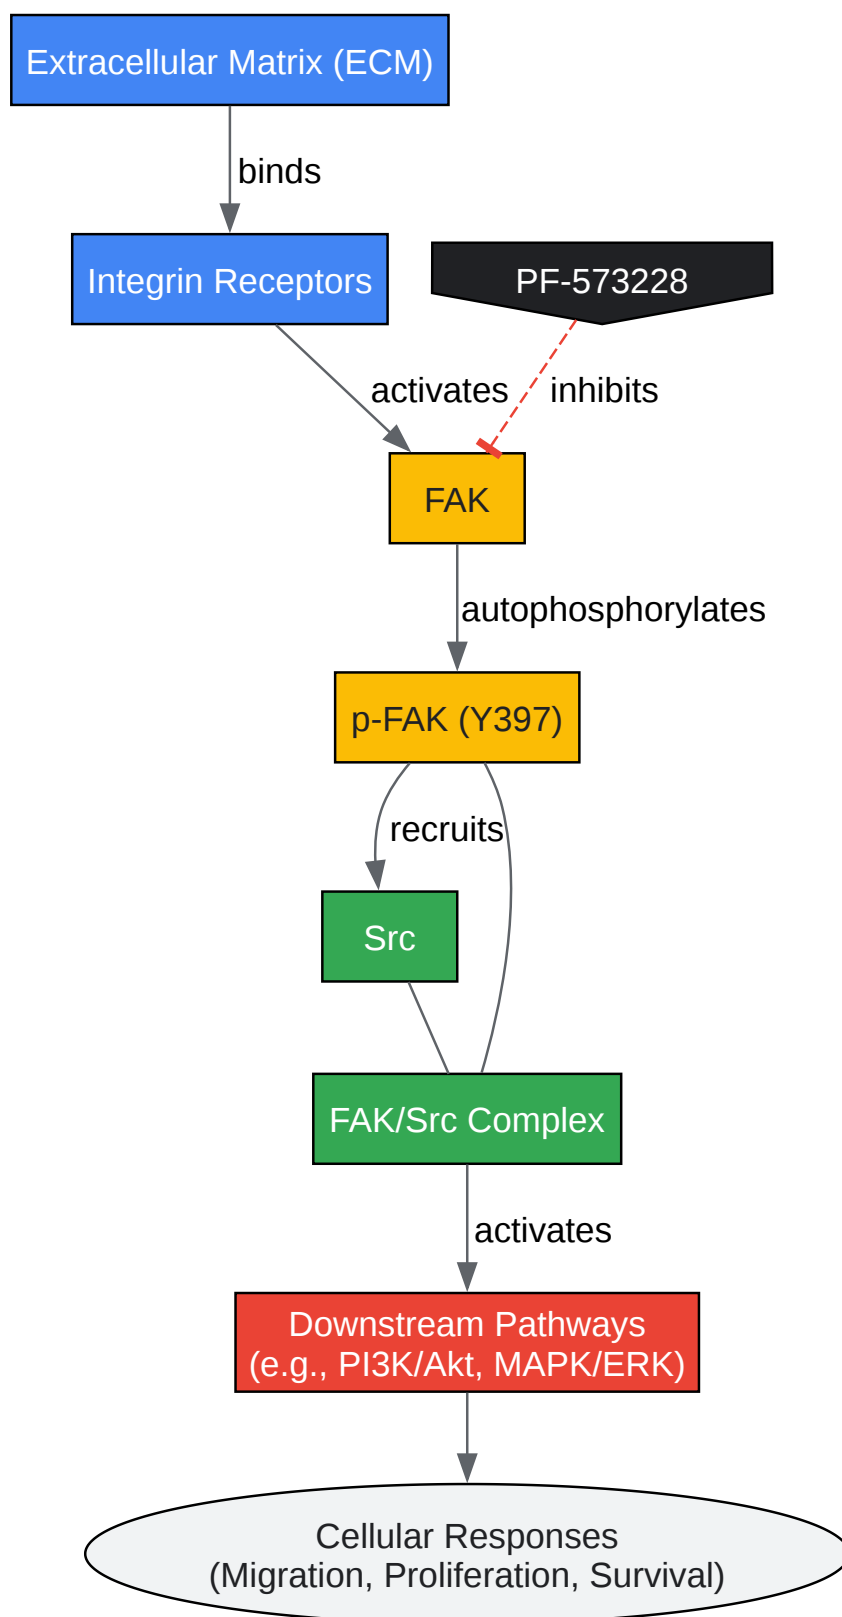 Extracellular Matrix (ECM)
binds
Integrin Receptors
PF-573228
activates
inhibits
FAK
autophosphorylates
p-FAK (Y397)
recruits
Src
FAK/Src Complex
activates
Downstream Pathways
(e.g., PI3K/Akt, MAPK/ERK)
Cellular Responses
(Migration, Proliferation, Survival)